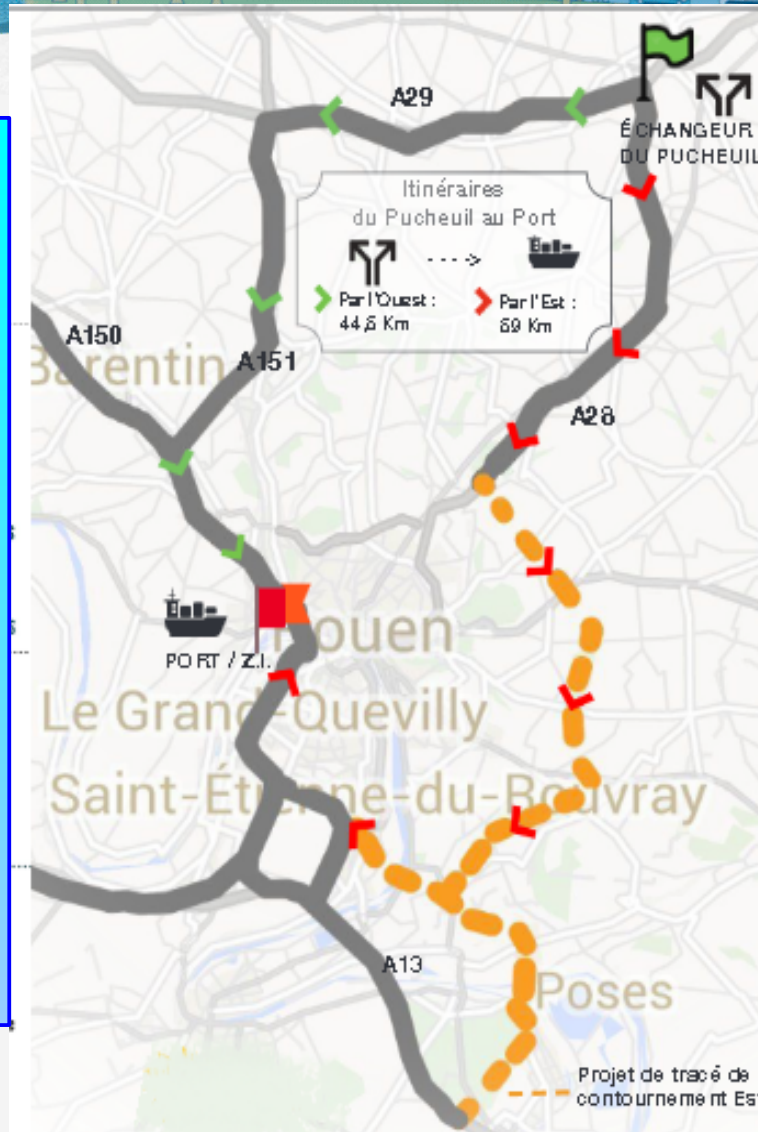 A29
ÉCHANGEUR
DU PUCHEUIL
Itinéraires
du Pucheuil au Port
Par l'Ouest :
44,5 Km
Par l'Est :
59 Km
A150
Barentin
A151
A28
Rouen
PORT / Z.I.
Le Grand-Quevilly
Saint-Étienne-du-Rouvray
A13
Poses
Projet de tracé de
contournement Est